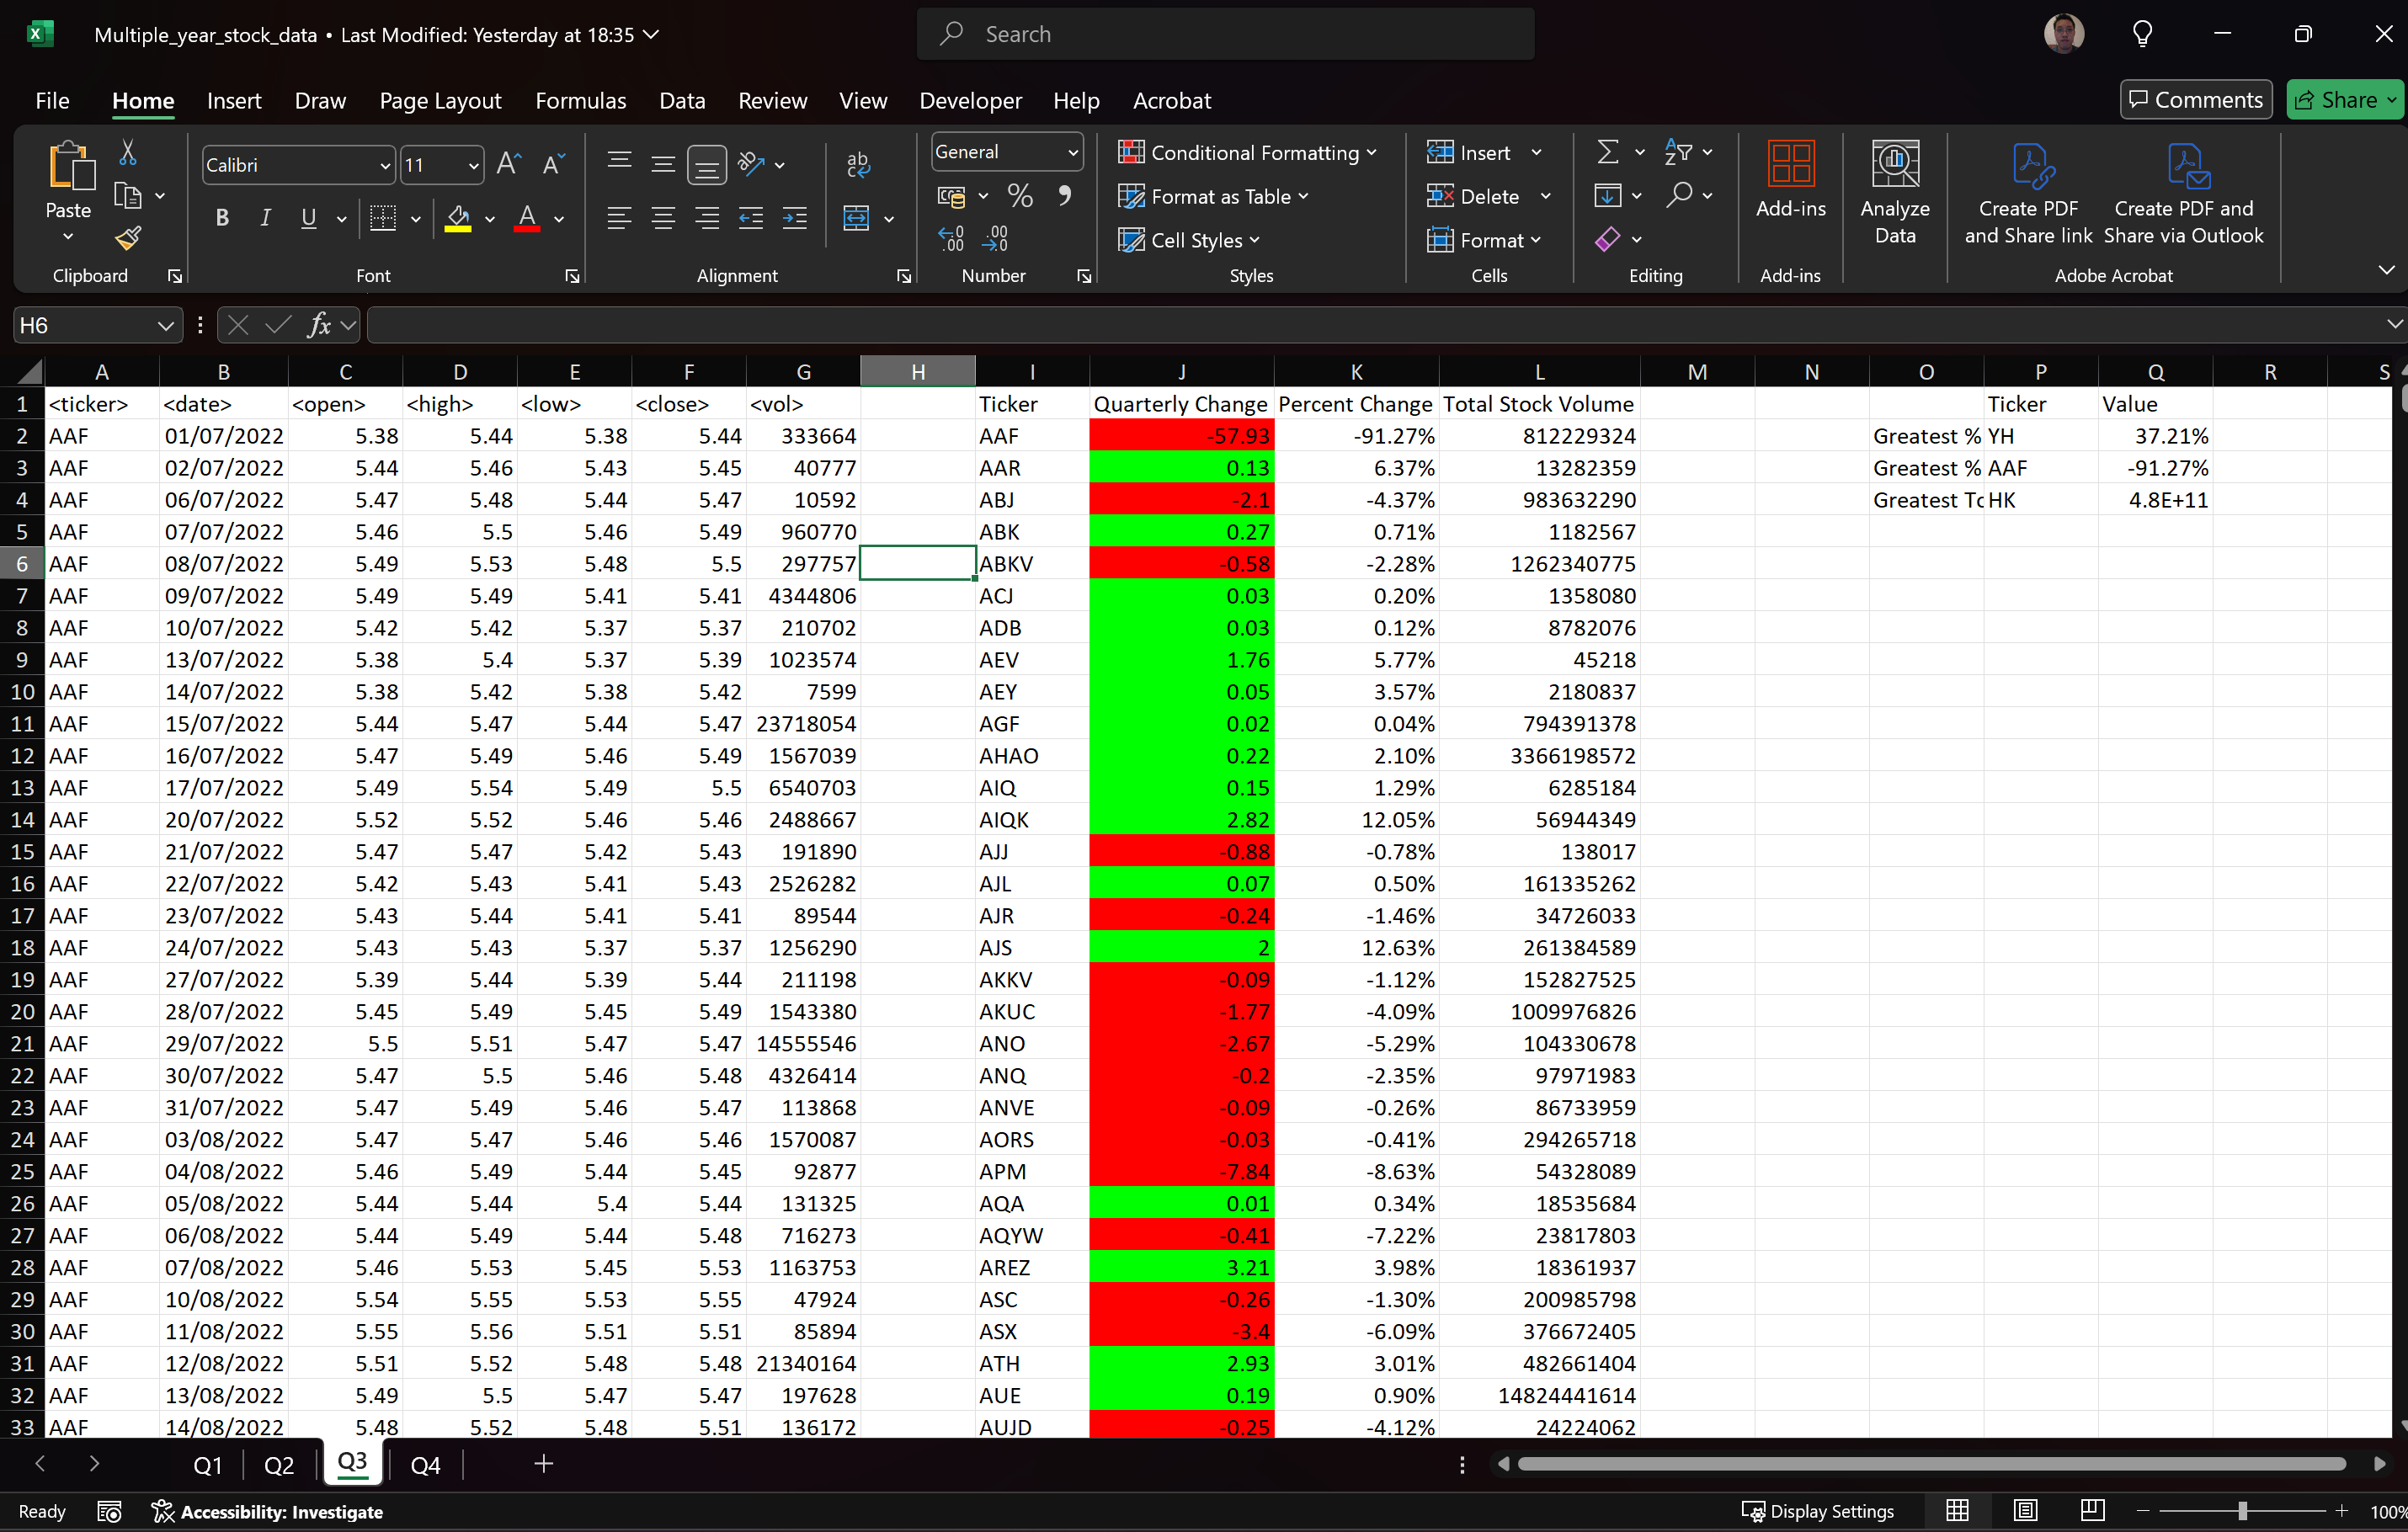 Multiple_year_stock_data • Last Modified: Yesterday at 18:35
Search
File Home Insert Draw Page Layout Formulas Data Review View Developer Help Acrobat Comments Share
Paste
Clipboard
Calibri 11
B I U A
Font
ab
Alignment
General
% 9
Number
Conditional Formatting
Format as Table
Cell Styles
Styles
Insert
Delete
Format
Cells
Editing
Add-ins
Add-ins
Analyze Data
Create PDF and Share link
Create PDF and Share via Outlook
Adobe Acrobat
H6 fx
A B C D E F G H I J K L M N O P Q R S
1 <ticker> <date> <open> <high> <low> <close> <vol> Ticker Quarterly Change Percent Change Total Stock Volume Ticker Value
2 AAF 01/07/2022 5.38 5.44 5.38 5.44 333664 AAF -57.93 -91.27% 812229324 Greatest % YH 37.21%
3 AAF 02/07/2022 5.44 5.46 5.43 5.45 40777 AAR 0.13 6.37% 13282359 Greatest % AAF -91.27%
4 AAF 06/07/2022 5.47 5.48 5.44 5.47 10592 ABJ -2.1 -4.37% 983632290 Greatest To HK 4.8E+11
5 AAF 07/07/2022 5.46 5.5 5.46 5.49 960770 ABK 0.27 0.71% 1182567
6 AAF 08/07/2022 5.49 5.53 5.48 5.5 297757 ABKV -0.58 -2.28% 1262340775
7 AAF 09/07/2022 5.49 5.49 5.41 5.41 4344806 ACJ 0.03 0.20% 1358080
8 AAF 10/07/2022 5.42 5.42 5.37 5.37 210702 ADB 0.03 0.12% 8782076
9 AAF 13/07/2022 5.38 5.4 5.37 5.39 1023574 AEV 1.76 5.77% 45218
10 AAF 14/07/2022 5.38 5.42 5.38 5.42 7599 AEY 0.05 3.57% 2180837
11 AAF 15/07/2022 5.44 5.47 5.44 5.47 23718054 AGF 0.02 0.04% 794391378
12 AAF 16/07/2022 5.47 5.49 5.46 5.49 1567039 AHAO 0.22 2.10% 3366198572
13 AAF 17/07/2022 5.49 5.54 5.49 5.5 6540703 AIQ 0.15 1.29% 6285184
14 AAF 20/07/2022 5.52 5.52 5.46 5.46 2488667 AIQK 2.82 12.05% 56944349
15 AAF 21/07/2022 5.47 5.47 5.42 5.43 191890 AJJ -0.88 -0.78% 138017
16 AAF 22/07/2022 5.42 5.43 5.41 5.43 2526282 AJL 0.07 0.50% 161335262
17 AAF 23/07/2022 5.43 5.44 5.41 5.41 89544 AJR -0.24 -1.46% 34726033
18 AAF 24/07/2022 5.43 5.43 5.37 5.37 1256290 AJS 2 12.63% 261384589
19 AAF 27/07/2022 5.39 5.44 5.39 5.44 211198 AKKV -0.09 -1.12% 152827525
20 AAF 28/07/2022 5.45 5.49 5.45 5.49 1543380 AKUC -1.77 -4.09% 1009976826
21 AAF 29/07/2022 5.5 5.51 5.47 5.47 14555546 ANO -2.67 -5.29% 104330678
22 AAF 30/07/2022 5.47 5.5 5.46 5.48 4326414 ANQ -0.2 -2.35% 97971983
23 AAF 31/07/2022 5.47 5.49 5.46 5.47 113868 ANVE -0.09 -0.26% 86733959
24 AAF 03/08/2022 5.47 5.47 5.46 5.46 1570087 AORS -0.03 -0.41% 294265718
25 AAF 04/08/2022 5.46 5.49 5.44 5.45 92877 APM -7.84 -8.63% 54328089
26 AAF 05/08/2022 5.44 5.44 5.4 5.44 131325 AQA 0.01 0.34% 18535684
27 AAF 06/08/2022 5.44 5.49 5.44 5.48 716273 AQYW -0.41 -7.22% 23817803
28 AAF 07/08/2022 5.46 5.53 5.45 5.53 1163753 AREZ 3.21 3.98% 18361937
29 AAF 10/08/2022 5.54 5.55 5.53 5.55 47924 ASC -0.26 -1.30% 200985798
30 AAF 11/08/2022 5.55 5.56 5.51 5.51 85894 ASX -3.4 -6.09% 376672405
31 AAF 12/08/2022 5.51 5.52 5.48 5.48 21340164 ATH 2.93 3.01% 482661404
32 AAF 13/08/2022 5.49 5.5 5.47 5.47 197628 AUE 0.19 0.90% 14824441614
33 AAF 14/08/2022 5.48 5.52 5.48 5.51 136172 AUJD -0.25 -4.12% 24224062
Q1 Q2 Q3 Q4
Ready Accessibility: Investigate Display Settings 100%